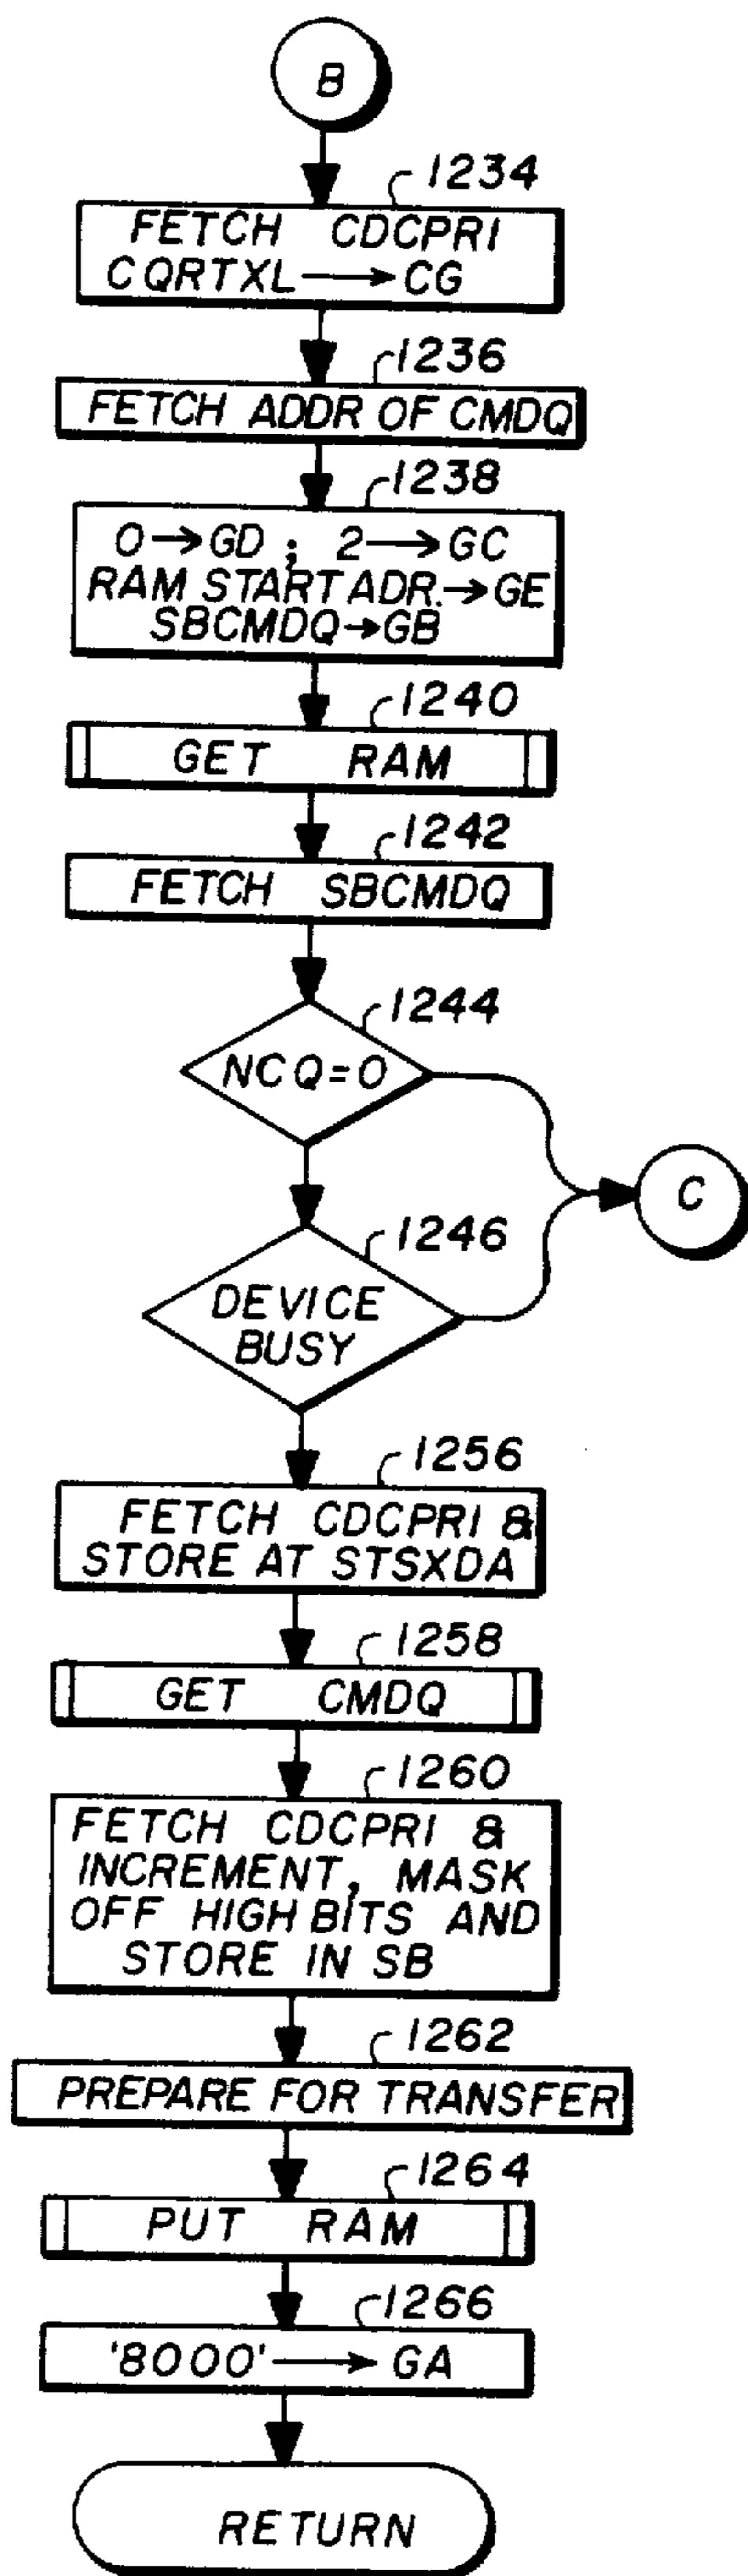 B
1234
FETCH CDCPRI
CQRTXL → CG
1236
FETCH ADDR OF CMDQ
1238
0 → GD ; 2 → GC
RAM START ADR. → GE
SBCMDQ → GB
1240
GET RAM
1242
FETCH SBCMDQ
1244
NCQ=0
C
1246
DEVICE
BUSY
1256
FETCH CDCPRI &
STORE AT STSXDA
1258
GET CMDQ
1260
FETCH CDCPRI &
INCREMENT, MASK
OFF HIGH BITS AND
STORE IN SB
1262
PREPARE FOR TRANSFER
1264
PUT RAM
1266
'8000' → GA
RETURN